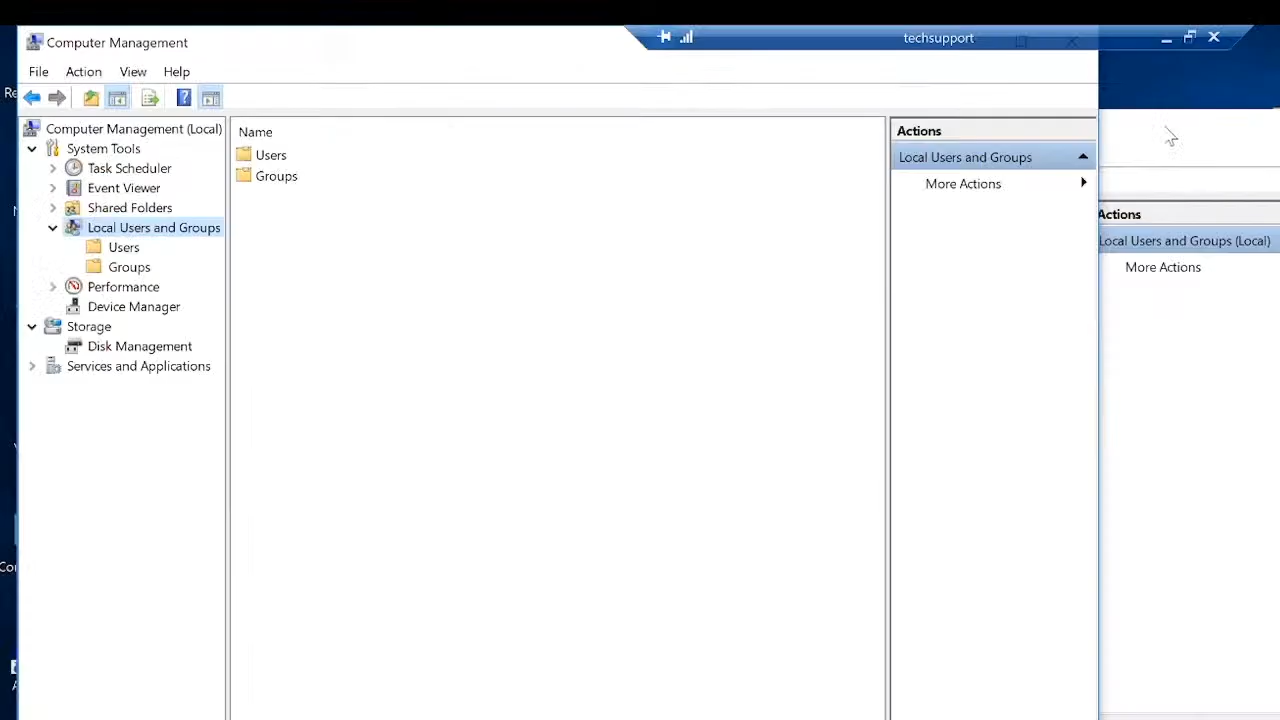 Computer Management
techsupport
File Action View Help
Computer Management (Local)
System Tools
Task Scheduler
Event Viewer
Shared Folders
Local Users and Groups
Users
Groups
Performance
Device Manager
Storage
Disk Management
Services and Applications
Name
Users
Groups
Actions
Local Users and Groups
More Actions
Actions
Local Users and Groups (Local)
More Actions
Re
Co